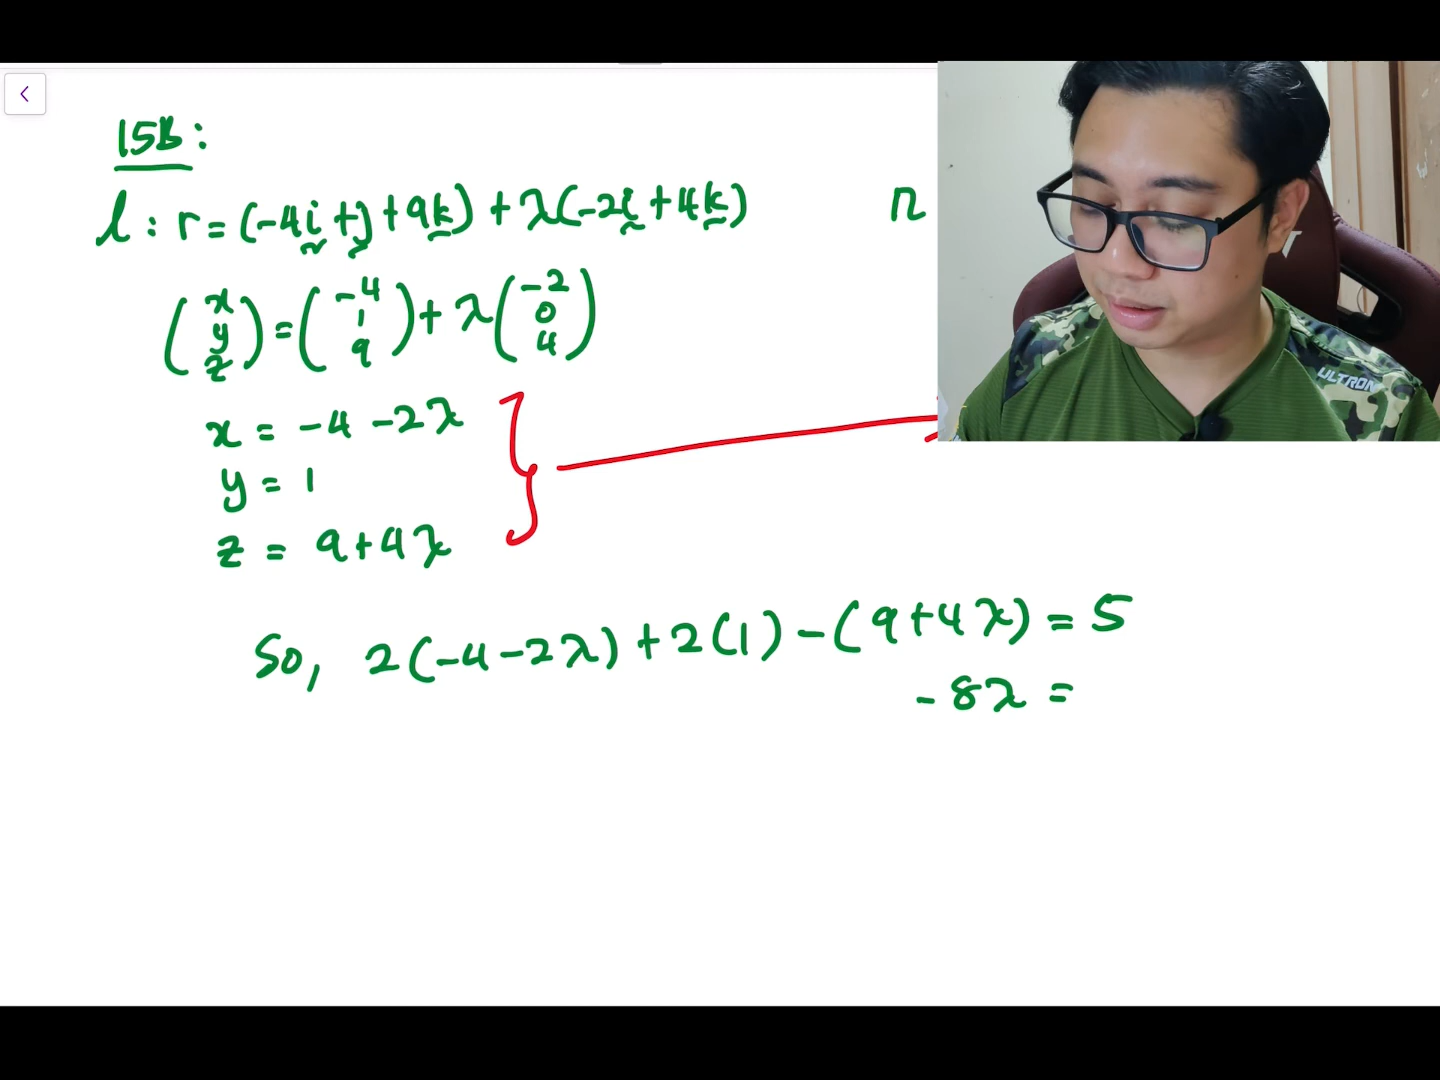 15B:
l: r = (-4i + j + 9k) + λ(-2i + 4k)
(x y z) = (-4 1 9) + λ(-2 0 4)
x = -4 - 2λ
y = 1
z = 9 + 4λ
So, 2(-4 - 2λ) + 2(1) - (9 + 4λ) = 5
-8λ =
ULTRON